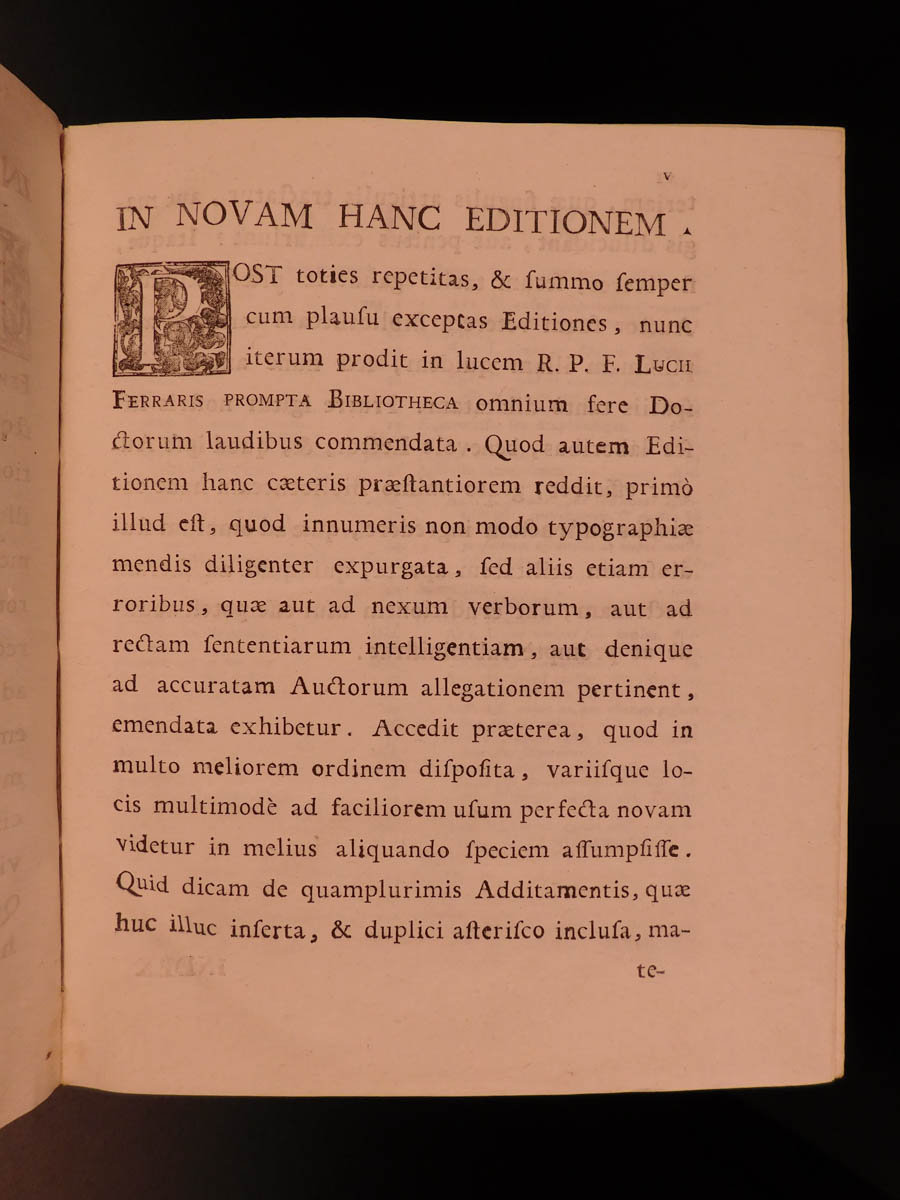 v
IN NOVAM HANC EDITIONEM.
POST toties repetitas, & ſummo ſemper
cum plauſu exceptas Editiones, nunc
iterum prodit in lucem R. P. F. LUCII
FERRARIS PROMPTA BIBLIOTHECA omnium fere Do-
ctorum laudibus commendata. Quod autem Edi-
tionem hanc cæteris præſtantiorem reddit, primò
illud eſt, quod innumeris non modo typographiæ
mendis diligenter expurgata, ſed aliis etiam er-
roribus, quæ aut ad nexum verborum, aut ad
rectam ſententiarum intelligentiam, aut denique
ad accuratam Auctorum allegationem pertinent,
emendata exhibetur. Accedit præterea, quod in
multo meliorem ordinem diſpoſita, variiſque lo-
cis multimodè ad faciliorem uſum perfecta novam
videtur in melius aliquando ſpeciem aſſumpſiſſe.
Quid dicam de quamplurimis Additamentis, quæ
huc illuc inſerta, & duplici aſteriſco incluſa, ma-
te-